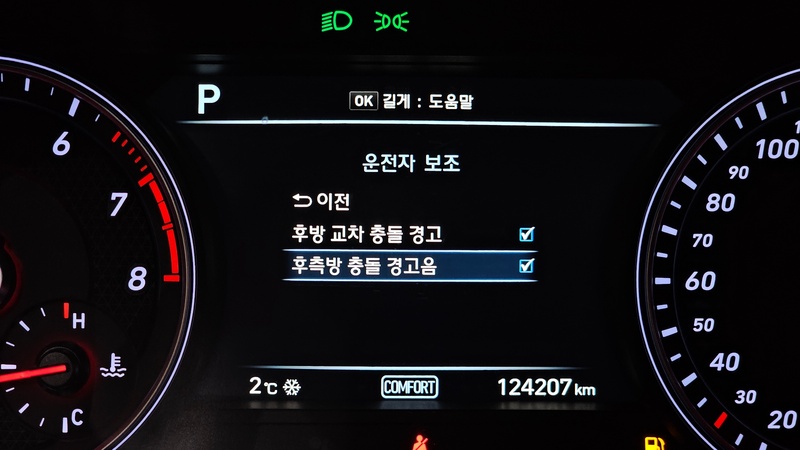 P
OK 길게 : 도움말
운전자 보조
이전
후방 교차 충돌 경고
후측방 충돌 경고음
2℃
COMFORT
124207 km
6
7
8
H
C
100
90
80
70
60
50
40
30
20